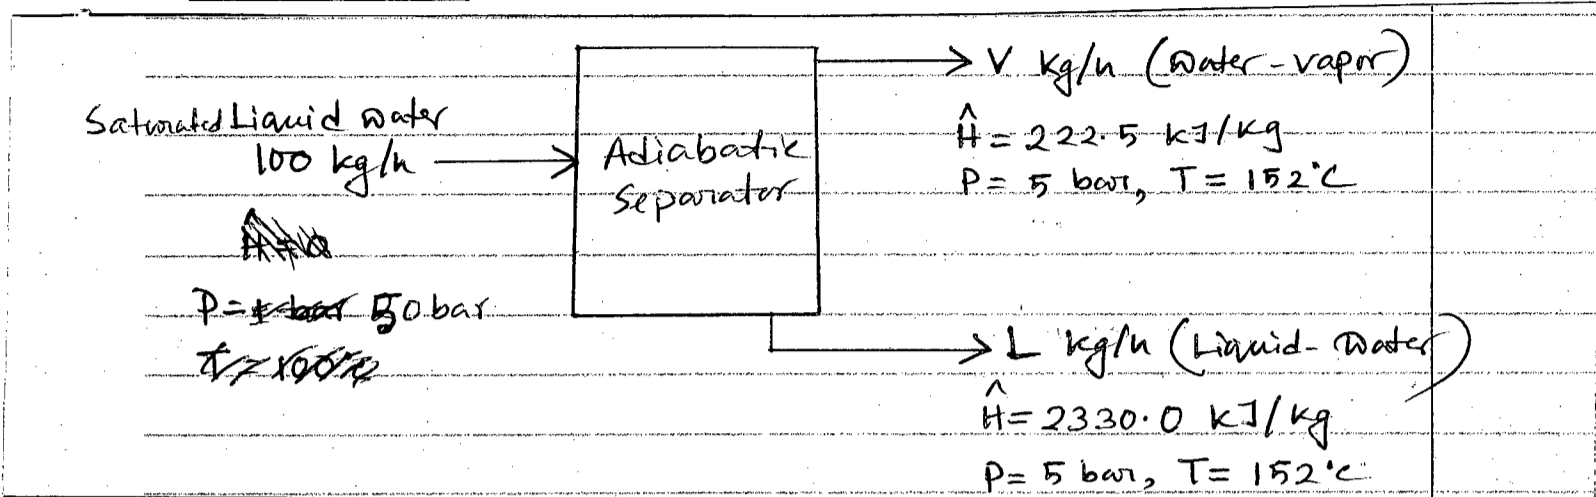 Saturated Liquid water
100 kg/h
P= 50 bar
Adiabatic
Separator
V kg/h (water-vapor)
Ĥ = 222.5 kJ/kg
P= 5 bar, T= 152°C
L kg/h (Liquid-water)
Ĥ= 2330.0 kJ/kg
P= 5 bar, T= 152°C